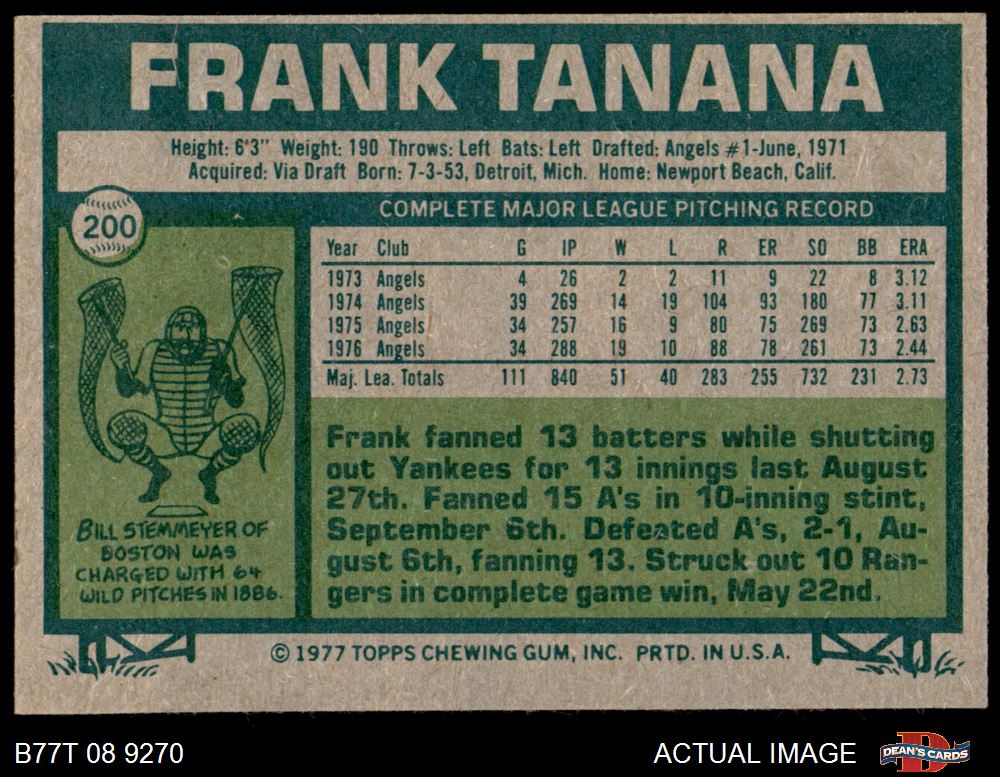 FRANK TANANA
Height: 6'3" Weight: 190 Throws: Left Bats: Left Drafted: Angels #1-June, 1971
Acquired: Via Draft Born: 7-3-53, Detroit, Mich. Home: Newport Beach, Calif.
200
COMPLETE MAJOR LEAGUE PITCHING RECORD
Year Club G IP W L R ER SO BB ERA
1973 Angels 4 26 2 2 11 9 22 8 3.12
1974 Angels 39 269 14 19 104 93 180 77 3.11
1975 Angels 34 257 16 9 80 75 269 73 2.63
1976 Angels 34 288 19 10 88 78 261 73 2.44
Maj. Lea. Totals 111 840 51 40 283 255 732 231 2.73
BILL STEMMEYER OF
BOSTON WAS
CHARGED WITH 64
WILD PITCHES IN 1886.
Frank fanned 13 batters while shutting
out Yankees for 13 innings last August
27th. Fanned 15 A's in 10-inning stint,
September 6th. Defeated A's, 2-1, Au-
gust 6th, fanning 13. Struck out 10 Ran-
gers in complete game win, May 22nd.
© 1977 TOPPS CHEWING GUM, INC. PRTD. IN U.S.A.
B77T 08 9270
ACTUAL IMAGE
DEAN'S CARDS